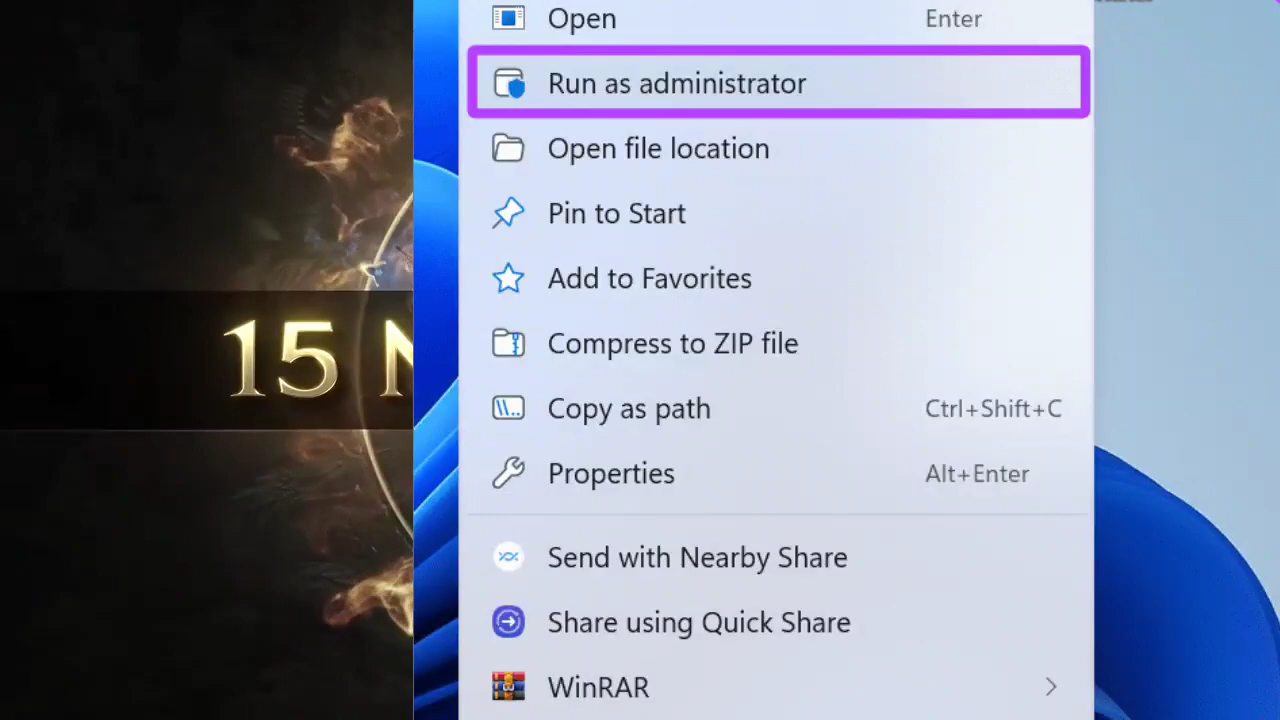 Open Enter
Run as administrator
Open file location
Pin to Start
Add to Favorites
Compress to ZIP file
Copy as path Ctrl+Shift+C
Properties Alt+Enter
Send with Nearby Share
Share using Quick Share
WinRAR
15